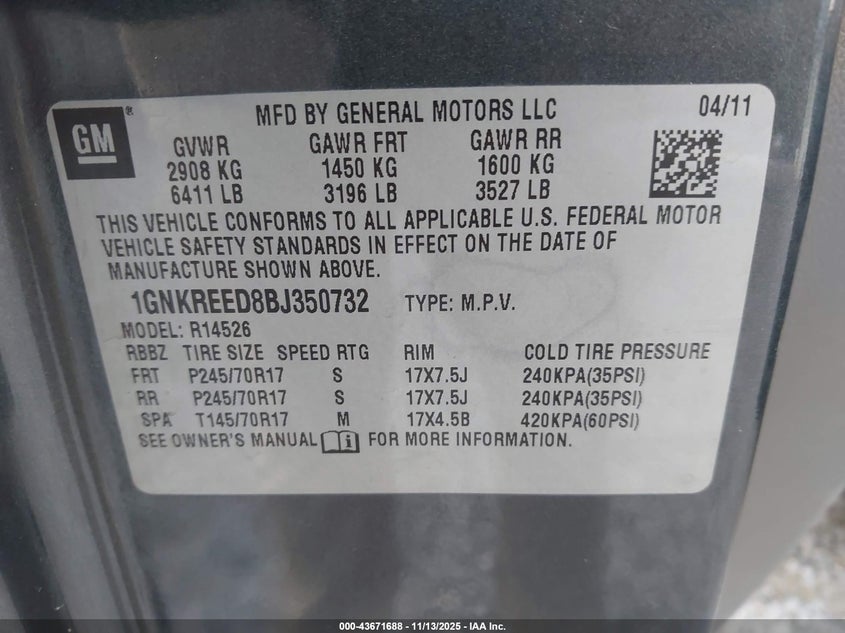 GM ® MFD BY GENERAL MOTORS LLC 04/11
GVWR GAWR FRT GAWR RR
2908 KG 1450 KG 1600 KG
6411 LB 3196 LB 3527 LB
THIS VEHICLE CONFORMS TO ALL APPLICABLE U.S. FEDERAL MOTOR
VEHICLE SAFETY STANDARDS IN EFFECT ON THE DATE OF
MANUFACTURE SHOWN ABOVE.
1GNKREED8BJ350732 TYPE: M.P.V.
MODEL: R14526
RBBZ TIRE SIZE SPEED RTG RIM COLD TIRE PRESSURE
FRT P245/70R17 S 17X7.5J 240KPA(35PSI)
RR P245/70R17 S 17X7.5J 240KPA(35PSI)
SPA T145/70R17 M 17X4.5B 420KPA(60PSI)
SEE OWNER'S MANUAL FOR MORE INFORMATION.
000-43671688 - 11/13/2025 - IAA Inc.